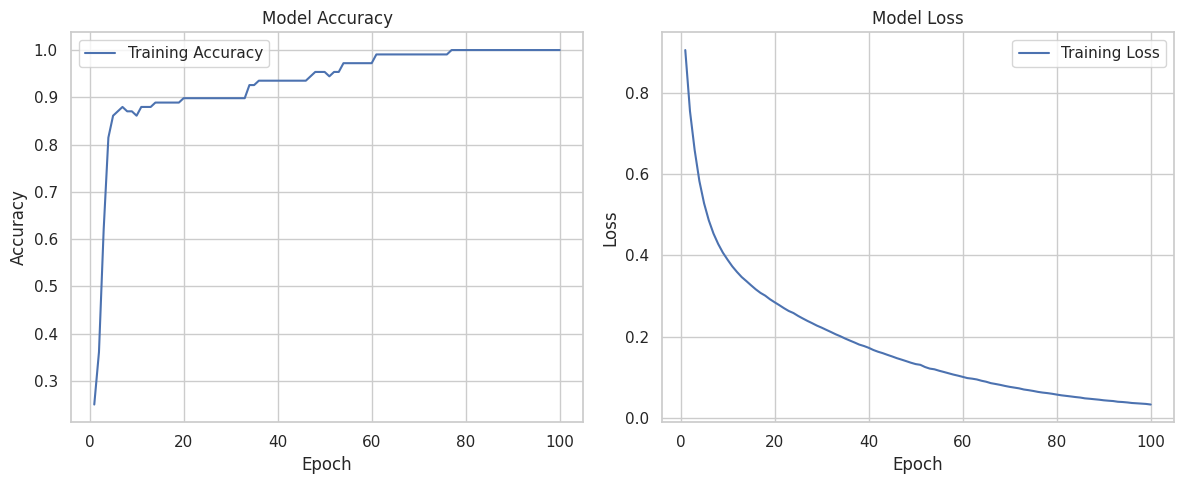 Model Accuracy
Training Accuracy
1.0
0.9
0.8
0.7
0.6
0.5
0.4
0.3
Accuracy
0 20 40 60 80 100
Epoch
Model Loss
Training Loss
0.8
0.6
0.4
0.2
0.0
Loss
0 20 40 60 80 100
Epoch